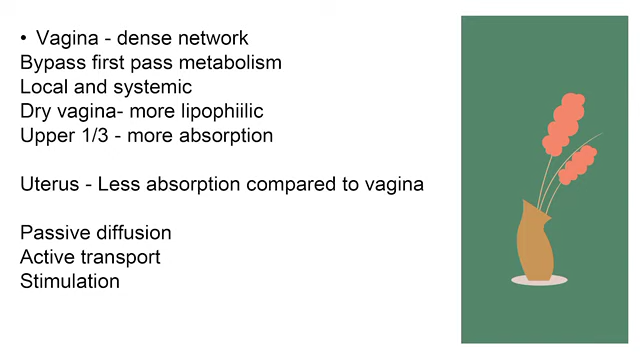 • Vagina - dense network
Bypass first pass metabolism
Local and systemic
Dry vagina- more lipophiilic
Upper 1/3 - more absorption
Uterus - Less absorption compared to vagina
Passive diffusion
Active transport
Stimulation